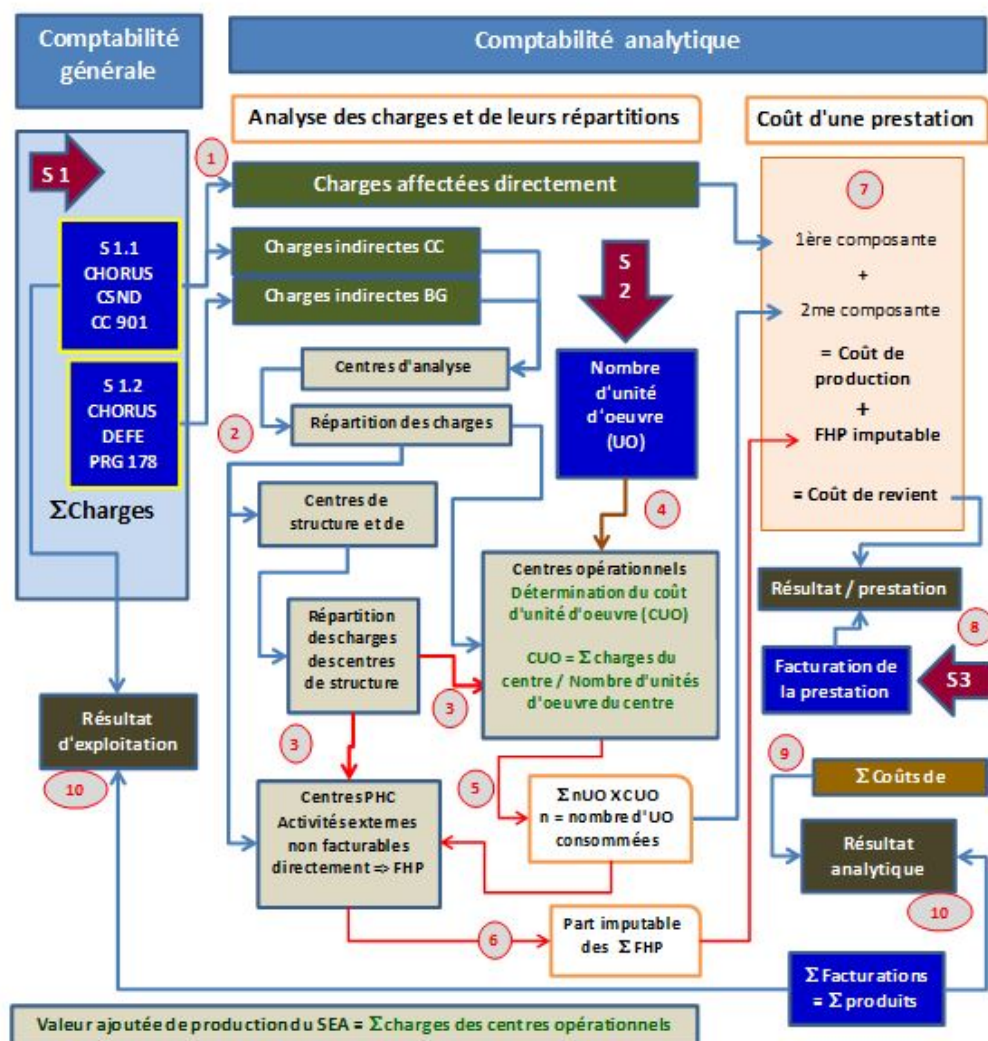 Comptabilité
générale
Comptabilité analytique
Analyse des charges et de leurs répartitions
Coût d'une prestation
S 1
1
Charges affectées directement
7
S 1.1
CHORUS
CSND
CC 901
Charges indirectes CC
Charges indirectes BG
S
2
1ère composante
+
2me composante
= Coût de
production
+
FHP imputable
= Coût de revient
S 1.2
CHORUS
DEFE
PRG 178
ΣCharges
Centres d'analyse
2
Répartition des charges
Nombre
d'unité
d'oeuvre
(UO)
4
Centres de
structure et de
Centres opérationnels
Détermination du coût
d'unité d'oeuvre (CUO)
CUO = Σ charges du
centre / Nombre d'unités
d'oeuvre du centre
Répartition
des charges
des centres
de structure
3
3
Résultat / prestation
8
Facturation de
la prestation
S3
Résultat
d'exploitation
10
5
Centres PHC
Activités externes
non facturables
directement => FHP
Σ nUO X CUO
n = nombre d'UO
consommées
9
Σ Coûts de
Résultat
analytique
10
6
Part imputable
des Σ FHP
Σ Facturations
= Σ produits
Valeur ajoutée de production du SEA = Σ charges des centres opérationnels